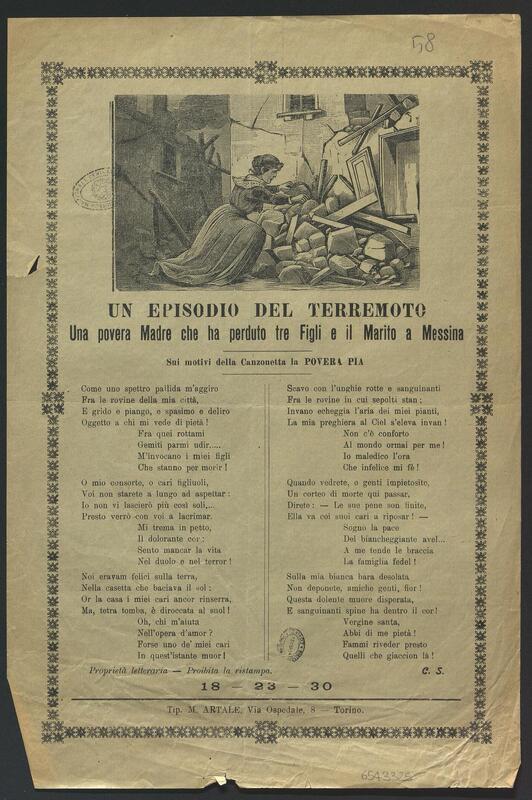 58
UN EPISODIO DEL TERREMOTO
Una povera Madre che ha perduto tre Figli e il Marito a Messina
Sui motivi della Canzonetta la POVERA PIA
Come uno spettro pallida m'aggiro
Fra le rovine della mia città,
E grido e piango, e spasimo e deliro
Oggetto a chi mi vede di pietà!
Fra quei rottami
Gemiti parmi udir.....
M'invocano i miei figli
Che stanno per morir!
O mio consorte, o cari figliuoli,
Voi non starete a lungo ad aspettar:
Io non vi lascierò più così soli,...
Presto verrò con voi a lacrimar.
Mi trema in petto,
Il dolorante cor:
Sento mancar la vita
Nel duolo e nel terror!
Noi eravam felici sulla terra,
Nella casetta che baciava il sol:
Or la casa i miei cari ancor rinserra,
Ma, tetra tomba, è diroccata al suol!
Oh, chi m'aiuta
Nell'opera d'amor?
Forse uno de' miei cari
In quest'istante muor!
Scavo con l'unghie rotte e sanguinanti
Fra le rovine in cui sepolti stan;
Invano echeggia l'aria dei miei pianti,
La mia preghiera al Ciel s'eleva invan!
Non c'è conforto
Al mondo ormai per me!
Io maledico l'ora
Che infelice mi fè!
Quando vedrete, o genti impietosite,
Un corteo di morte qui passar,
Direte: — Le sue pene son finite,
Ella va coi suoi cari a riposar! —
Sogno la pace
Del biancheggiante avel...
A me tende le braccia
La famiglia fedel!
Sulla mia bianca bara desolata
Non deponete, amiche genti, fior!
Questa dolente muore disperata,
E sanguinanti spine ha dentro il cor!
Vergine santa,
Abbi di me pietà!
Fammi riveder presto
Quelli che giaccion là!
Proprietà letteraria — Proibita la ristampa.
C. S.
18 — 23 — 30
Tip. M. ARTALE, Via Ospedale, 8 — Torino.
6543325